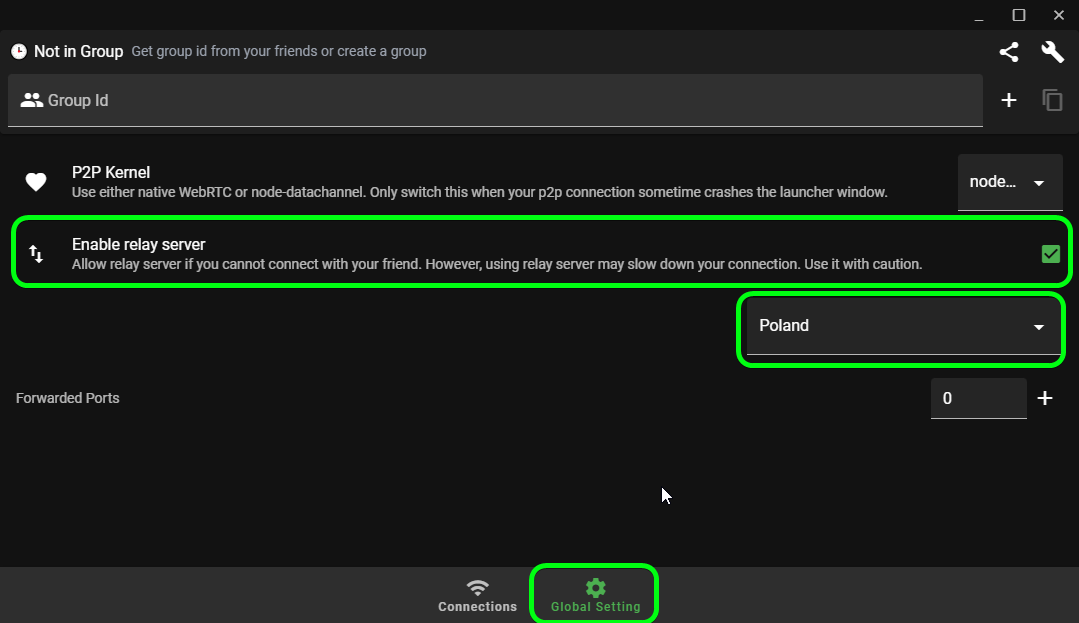 Not in Group Get group id from your friends or create a group
Group Id
P2P Kernel
Use either native WebRTC or node-datachannel. Only switch this when your p2p connection sometime crashes the launcher window.
node...
Enable relay server
Allow relay server if you cannot connect with your friend. However, using relay server may slow down your connection. Use it with caution.
Poland
Forwarded Ports
0
Connections
Global Setting